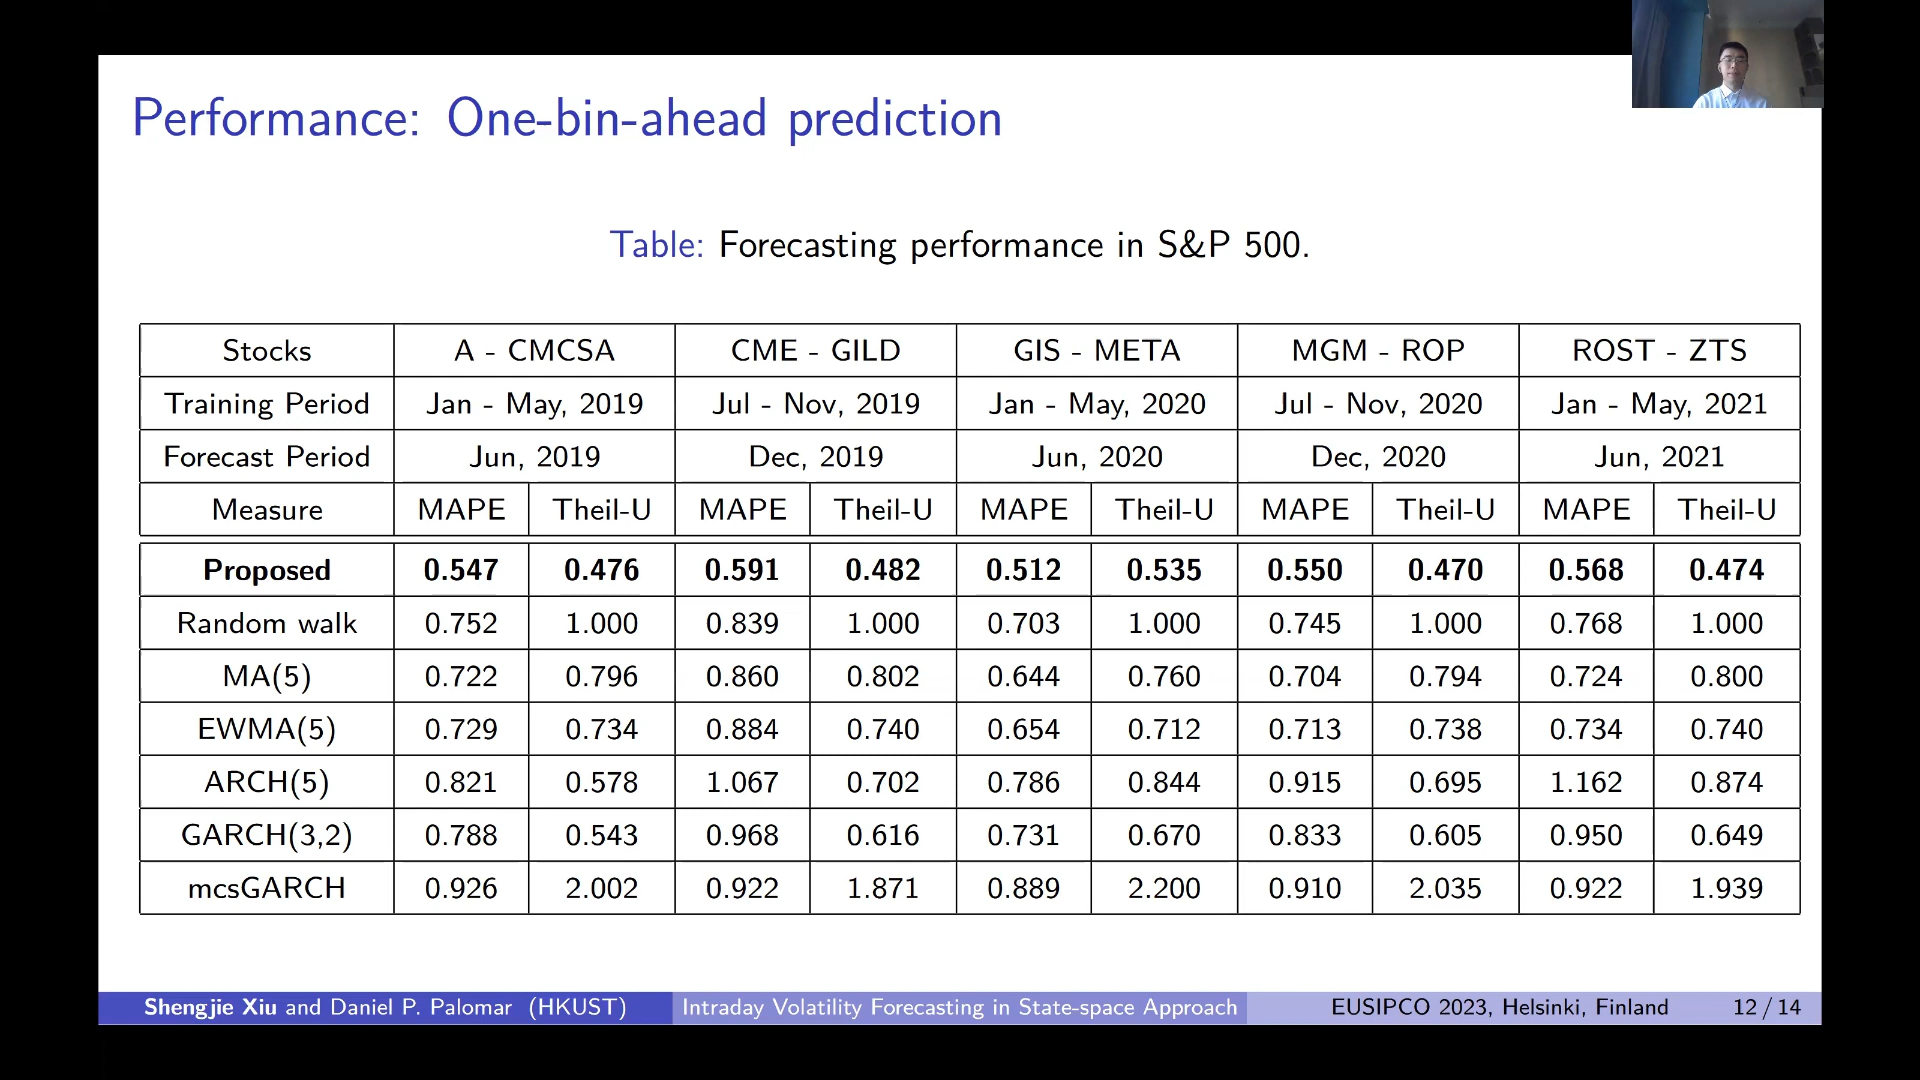 Performance: One-bin-ahead prediction
Table: Forecasting performance in S&P 500.
Stocks A - CMCSA CME - GILD GIS - META MGM - ROP ROST - ZTS
Training Period Jan - May, 2019 Jul - Nov, 2019 Jan - May, 2020 Jul - Nov, 2020 Jan - May, 2021
Forecast Period Jun, 2019 Dec, 2019 Jun, 2020 Dec, 2020 Jun, 2021
Measure MAPE Theil-U MAPE Theil-U MAPE Theil-U MAPE Theil-U MAPE Theil-U
Proposed 0.547 0.476 0.591 0.482 0.512 0.535 0.550 0.470 0.568 0.474
Random walk 0.752 1.000 0.839 1.000 0.703 1.000 0.745 1.000 0.768 1.000
MA(5) 0.722 0.796 0.860 0.802 0.644 0.760 0.704 0.794 0.724 0.800
EWMA(5) 0.729 0.734 0.884 0.740 0.654 0.712 0.713 0.738 0.734 0.740
ARCH(5) 0.821 0.578 1.067 0.702 0.786 0.844 0.915 0.695 1.162 0.874
GARCH(3,2) 0.788 0.543 0.968 0.616 0.731 0.670 0.833 0.605 0.950 0.649
mcsGARCH 0.926 2.002 0.922 1.871 0.889 2.200 0.910 2.035 0.922 1.939
Shengjie Xiu and Daniel P. Palomar (HKUST) Intraday Volatility Forecasting in State-space Approach EUSIPCO 2023, Helsinki, Finland 12 / 14